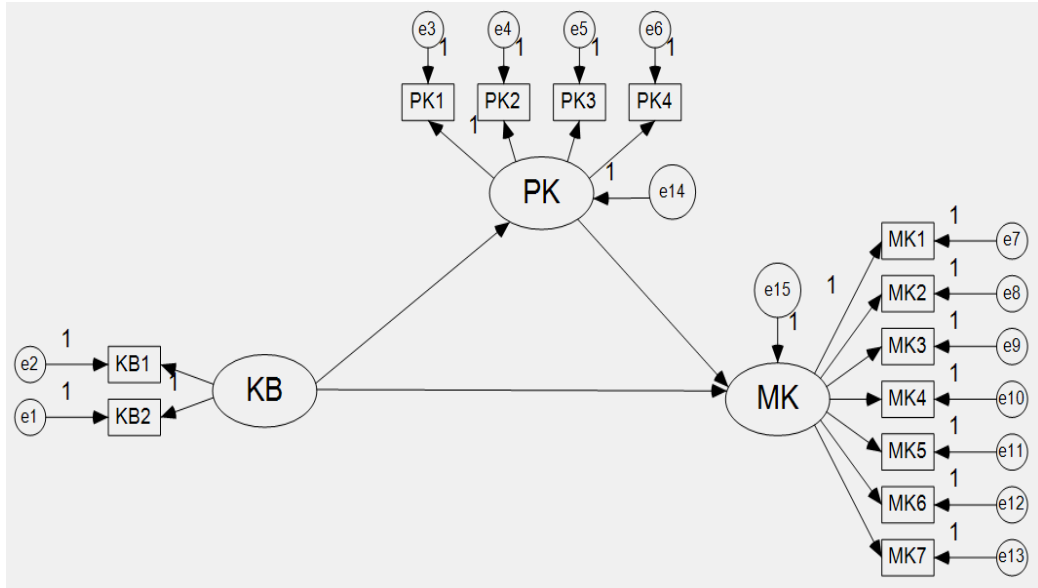 e3 e4 e5 e6
1 1 1 1
PK1 PK2 PK3 PK4
1
1
PK e14
1
MK1 e7
1
e15 1 MK2 e8
1 1
MK3 e9
1 1
e2 KB1 KB MK MK4 e10
1 1 1
e1 KB2 MK5 e11
1
MK6 e12
1
MK7 e13